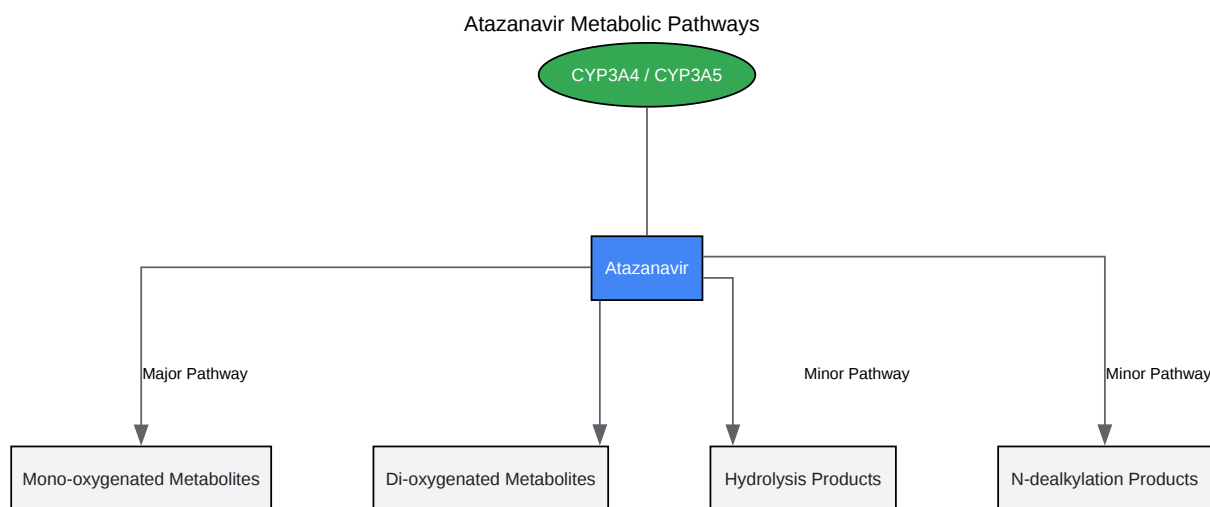 Atazanavir Metabolic Pathways
CYP3A4 / CYP3A5
Atazanavir
Major Pathway
Minor Pathway
Minor Pathway
Mono-oxygenated Metabolites
Di-oxygenated Metabolites
Hydrolysis Products
N-dealkylation Products